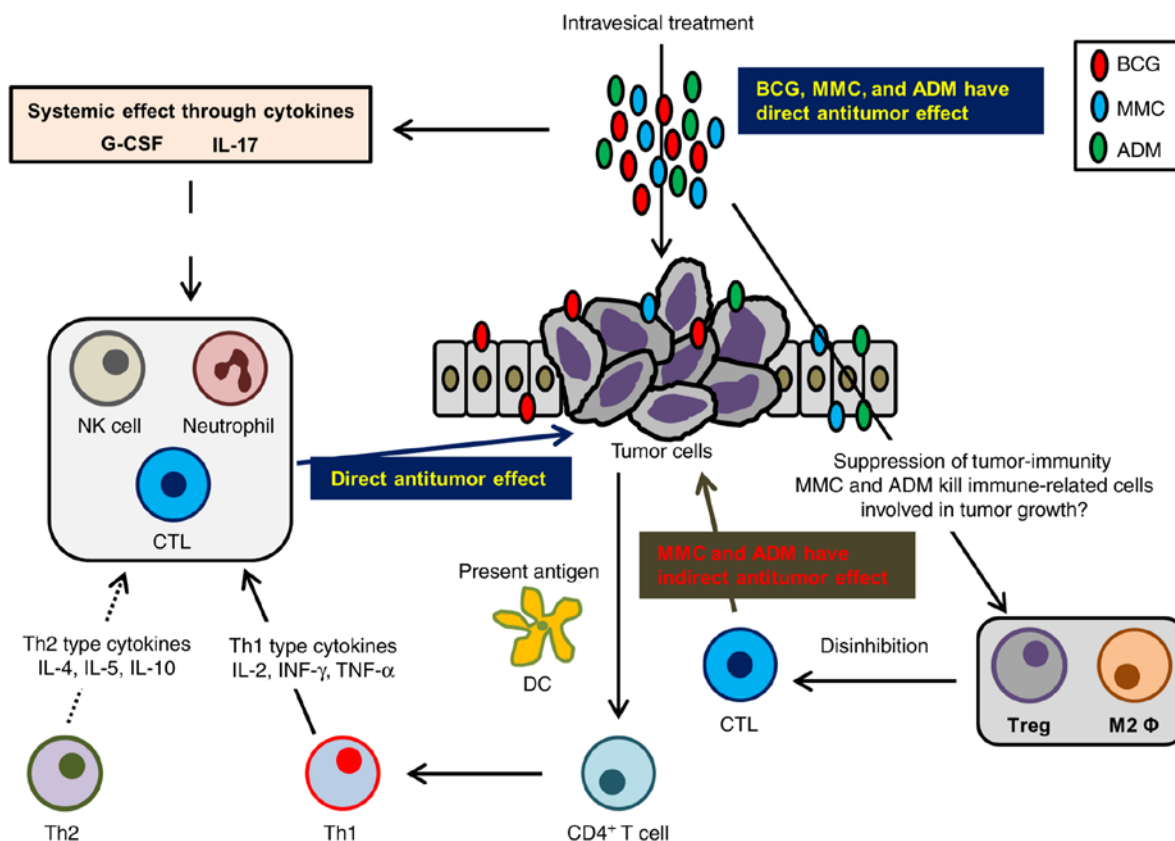 Intravesical treatment
BCG
MMC
ADM
BCG, MMC, and ADM have
direct antitumor effect
Systemic effect through cytokines
G-CSF IL-17
NK cell Neutrophil
CTL
Direct antitumor effect
Tumor cells
Suppression of tumor-immunity
MMC and ADM kill immune-related cells
involved in tumor growth?
MMC and ADM have
indirect antitumor effect
Present antigen
DC
Th2 type cytokines
IL-4, IL-5, IL-10
Th1 type cytokines
IL-2, INF-γ, TNF-α
Disinhibition
CTL
Treg M2 Φ
Th2
Th1
CD4⁺ T cell